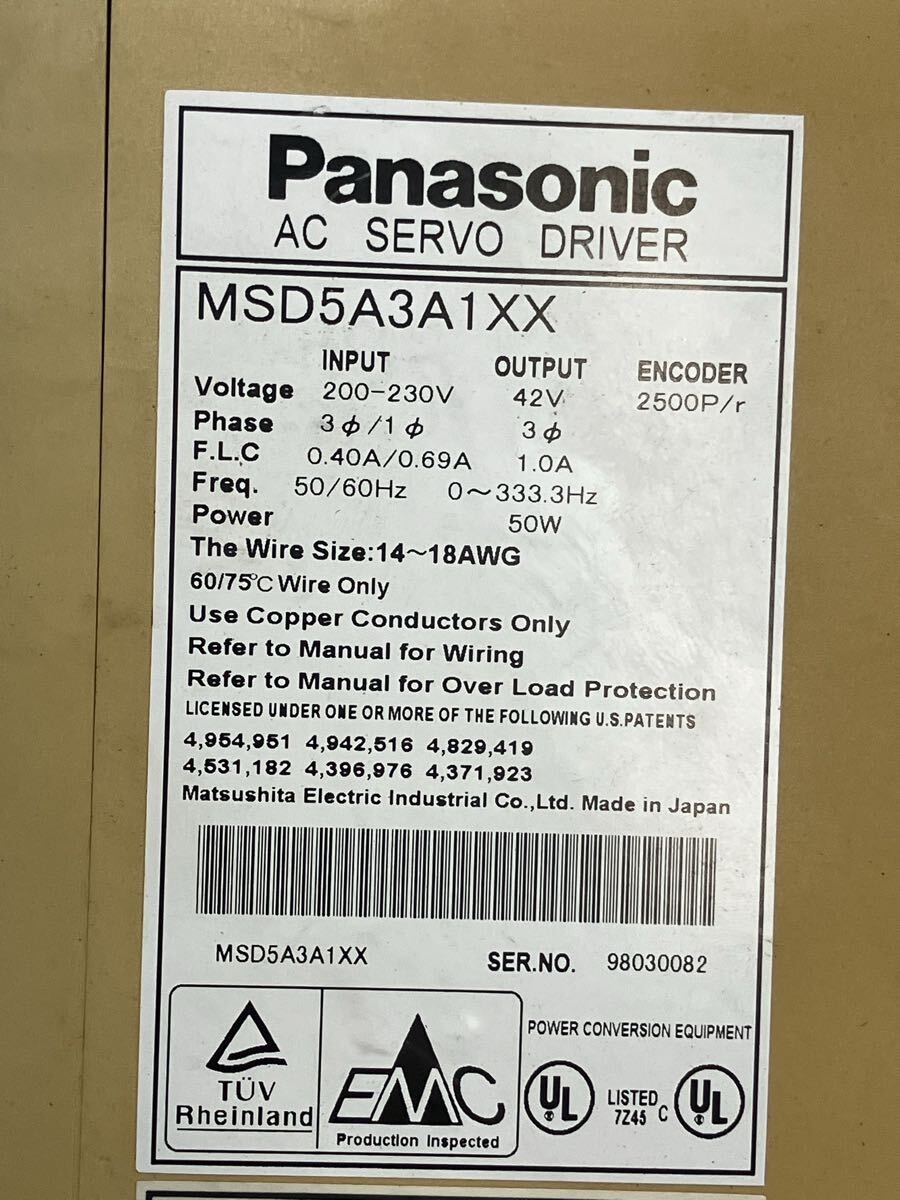 Panasonic
AC SERVO DRIVER
MSD5A3A1XX
INPUT OUTPUT ENCODER
Voltage 200-230V 42V 2500P/r
Phase 3φ/1φ 3φ
F.L.C 0.40A/0.69A 1.0A
Freq. 50/60Hz 0~333.3Hz
Power 50W
The Wire Size:14~18AWG
60/75℃ Wire Only
Use Copper Conductors Only
Refer to Manual for Wiring
Refer to Manual for Over Load Protection
LICENSED UNDER ONE OR MORE OF THE FOLLOWING U.S.PATENTS
4,954,951 4,942,516 4,829,419
4,531,182 4,396,976 4,371,923
Matsushita Electric Industrial Co.,Ltd. Made in Japan
MSD5A3A1XX SER.NO. 98030082
TÜV
Rheinland
EMC
Production Inspected
POWER CONVERSION EQUIPMENT
UL LISTED C UL
7Z45